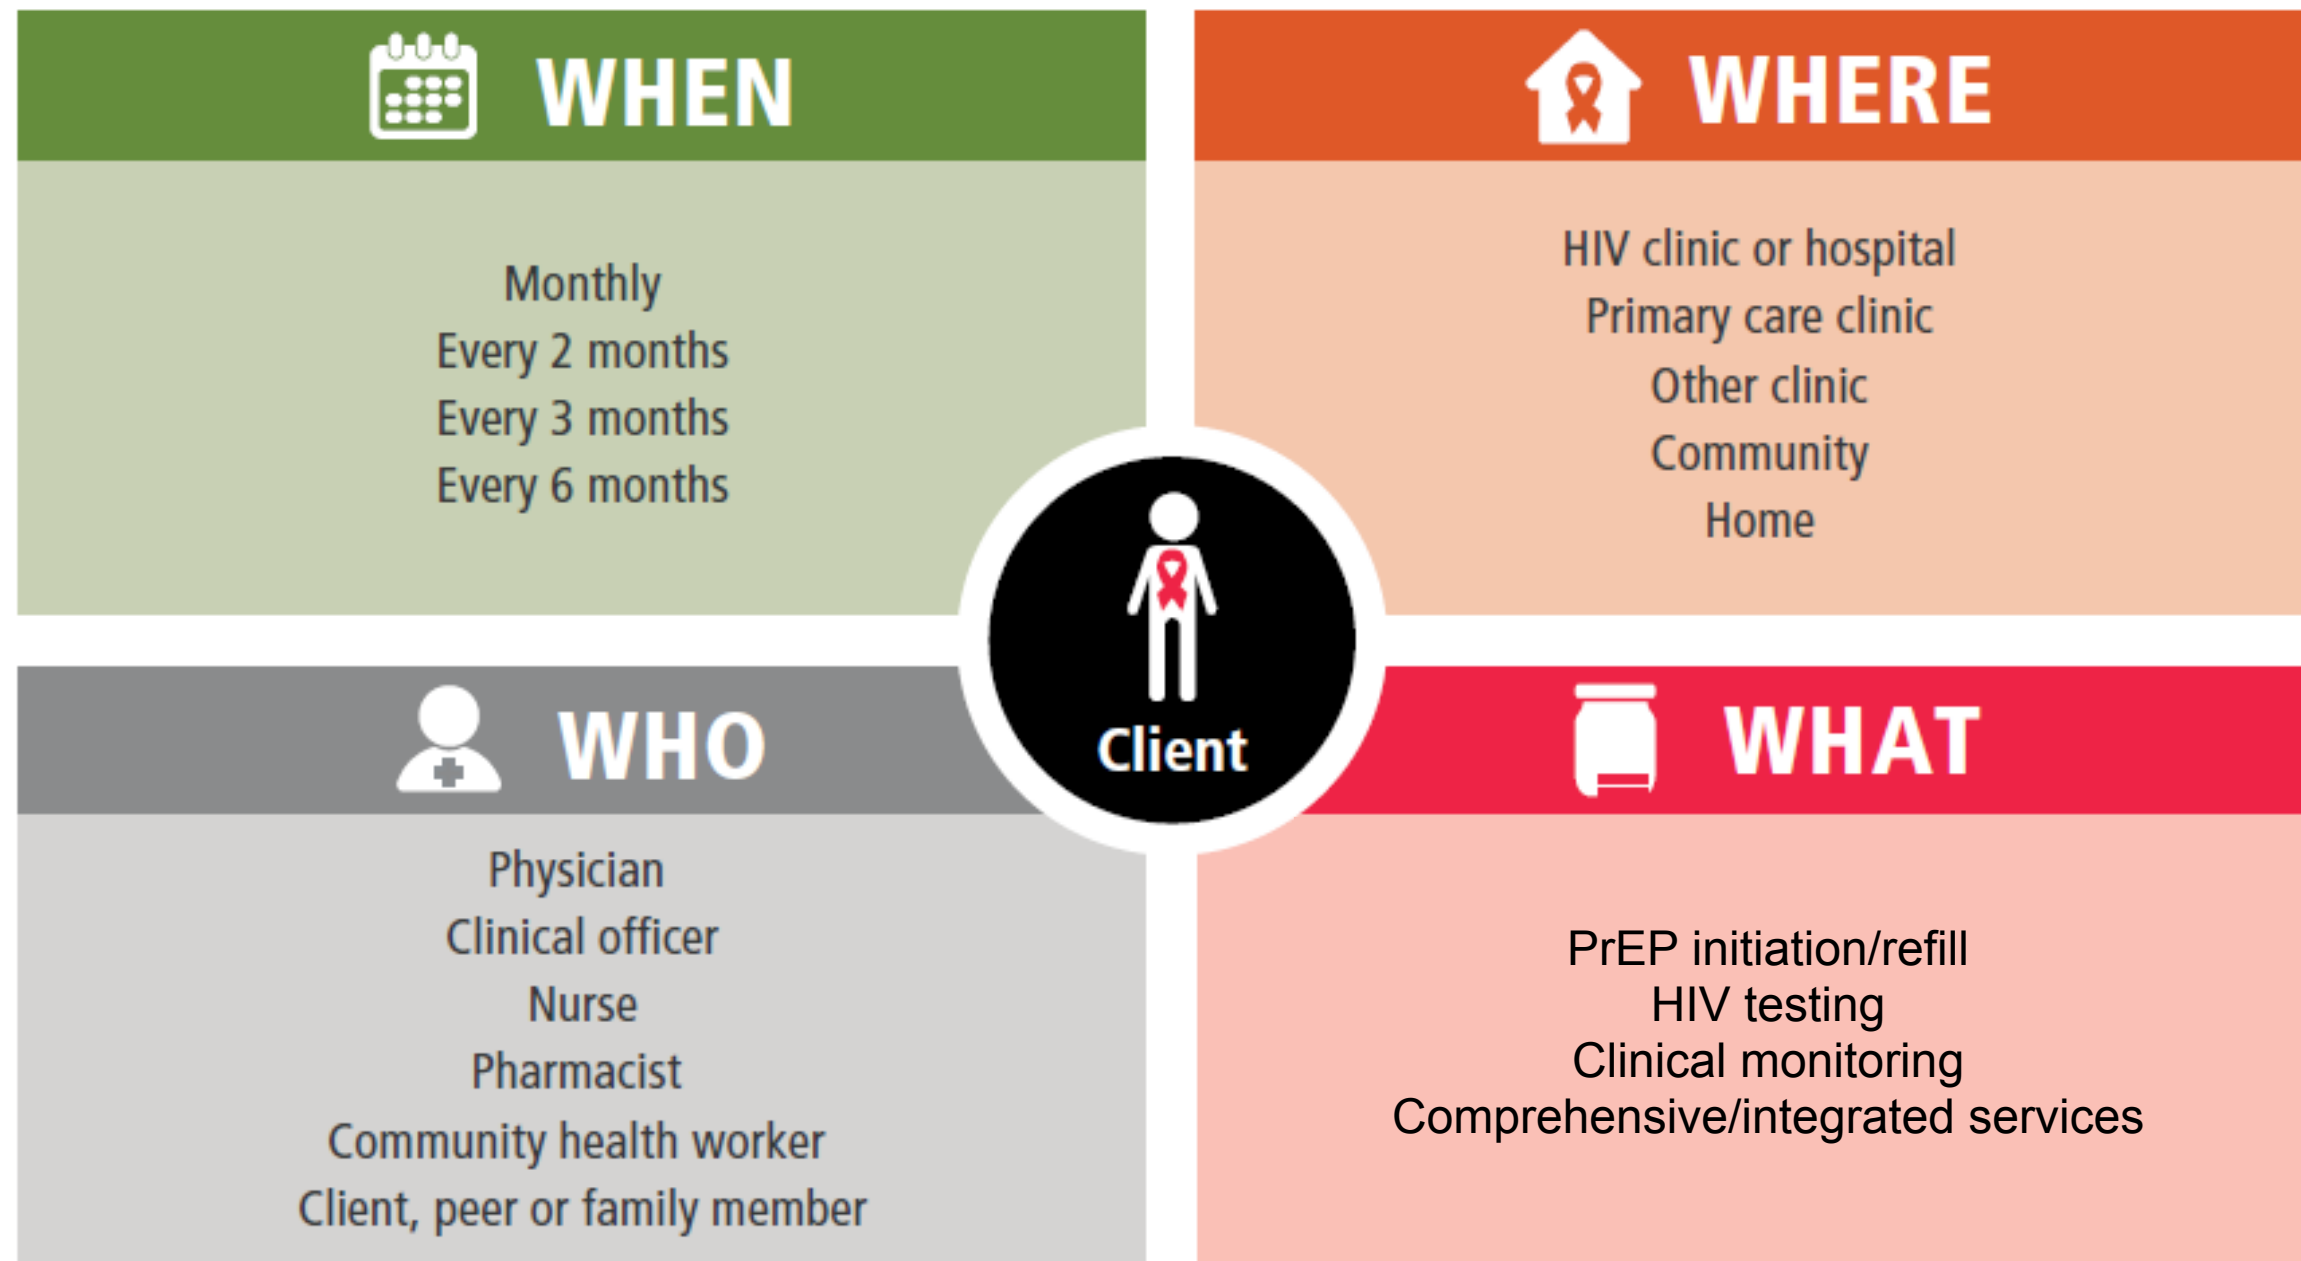 WHEN
Monthly
Every 2 months
Every 3 months
Every 6 months
WHERE
HIV clinic or hospital
Primary care clinic
Other clinic
Community
Home
Client
WHO
Physician
Clinical officer
Nurse
Pharmacist
Community health worker
Client, peer or family member
WHAT
PrEP initiation/refill
HIV testing
Clinical monitoring
Comprehensive/integrated services